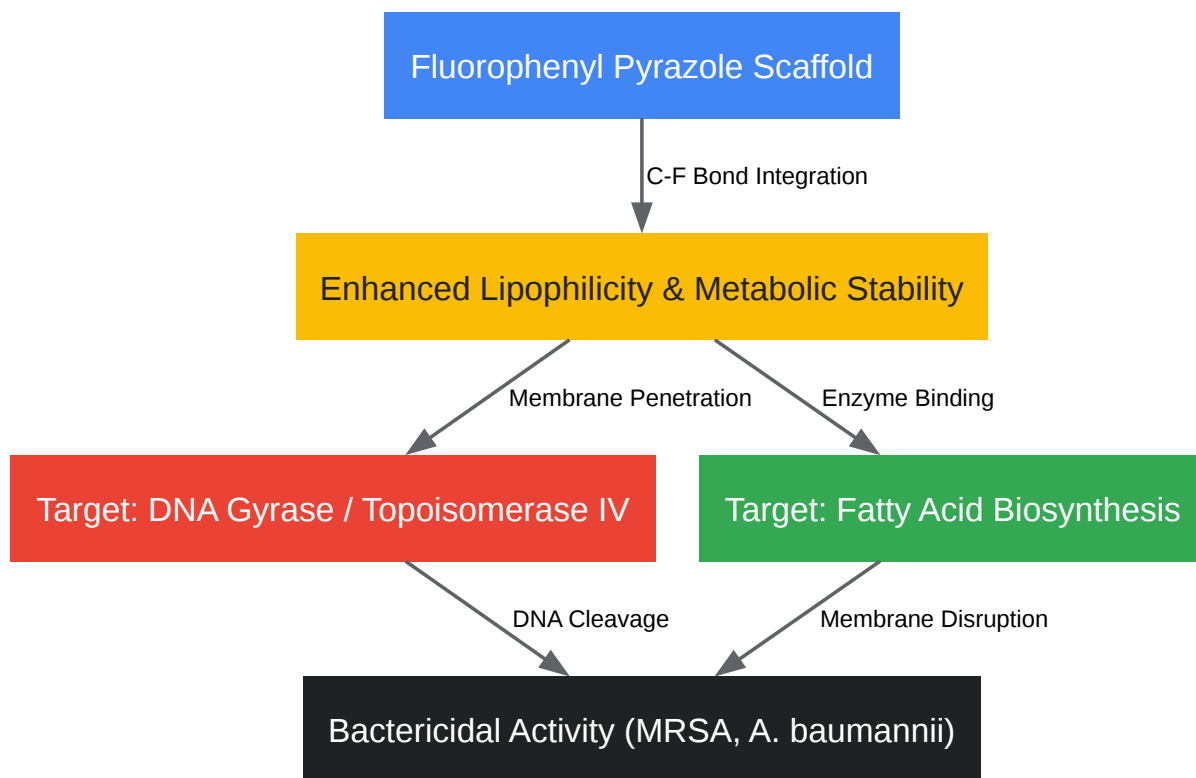 Fluorophenyl Pyrazole Scaffold
C-F Bond Integration
Enhanced Lipophilicity & Metabolic Stability
Membrane Penetration
Enzyme Binding
Target: DNA Gyrase / Topoisomerase IV
Target: Fatty Acid Biosynthesis
DNA Cleavage
Membrane Disruption
Bactericidal Activity (MRSA, A. baumannii)